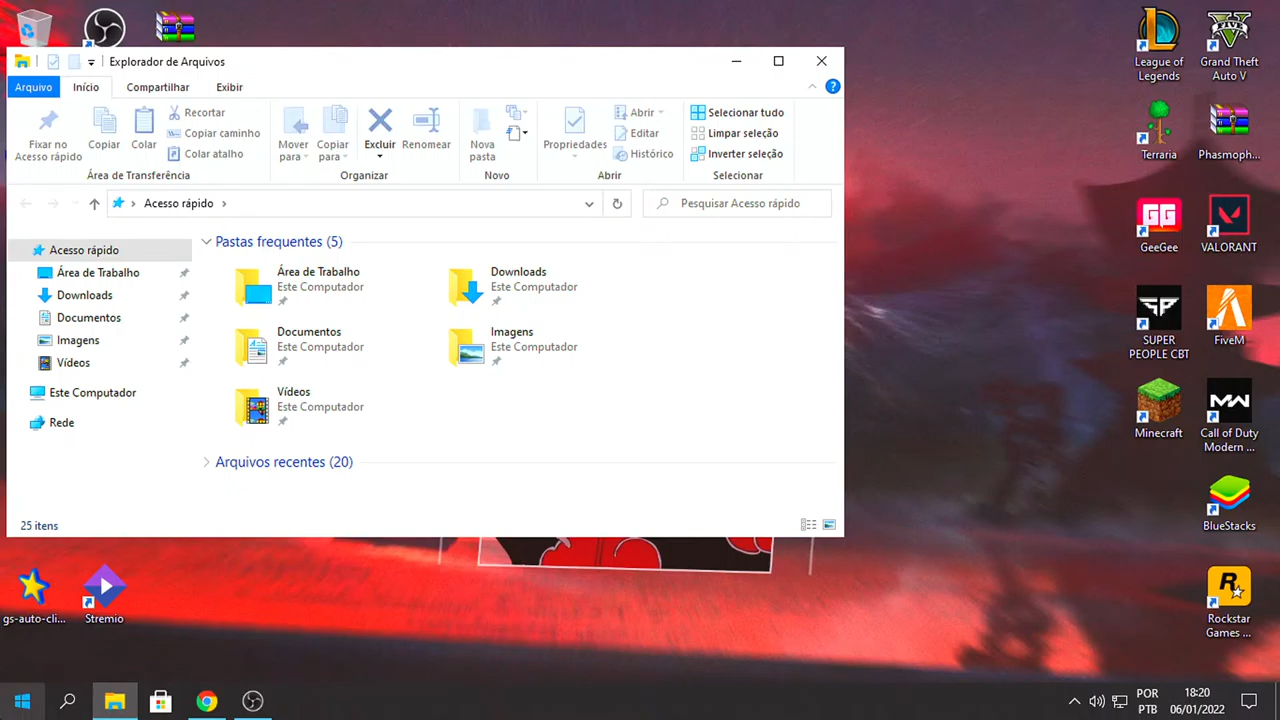 Explorador de Arquivos
Arquivo
Início
Compartilhar
Exibir
Fixar no
Acesso rápido
Copiar
Colar
Recortar
Copiar caminho
Colar atalho
Área de Transferência
Mover
para
Copiar
para
Excluir
Renomear
Organizar
Nova
pasta
Novo
Propriedades
Abrir
Editar
Histórico
Abrir
Selecionar tudo
Limpar seleção
Inverter seleção
Selecionar
Acesso rápido
Pesquisar Acesso rápido
Acesso rápido
Área de Trabalho
Downloads
Documentos
Imagens
Vídeos
Este Computador
Rede
Pastas frequentes (5)
Área de Trabalho
Este Computador
Downloads
Este Computador
Documentos
Este Computador
Imagens
Este Computador
Vídeos
Este Computador
Arquivos recentes (20)
25 itens
League of
Legends
FIVE
Grand Theft
Auto V
Terraria
Phasmoph...
GG
GeeGee
VALORANT
SUPER
PEOPLE CBT
FiveM
Minecraft
MW
Call of Duty
Modern ...
BlueStacks
R
Rockstar
Games ...
gs-auto-cli...
Stremio
POR
PTB
18:20
06/01/2022